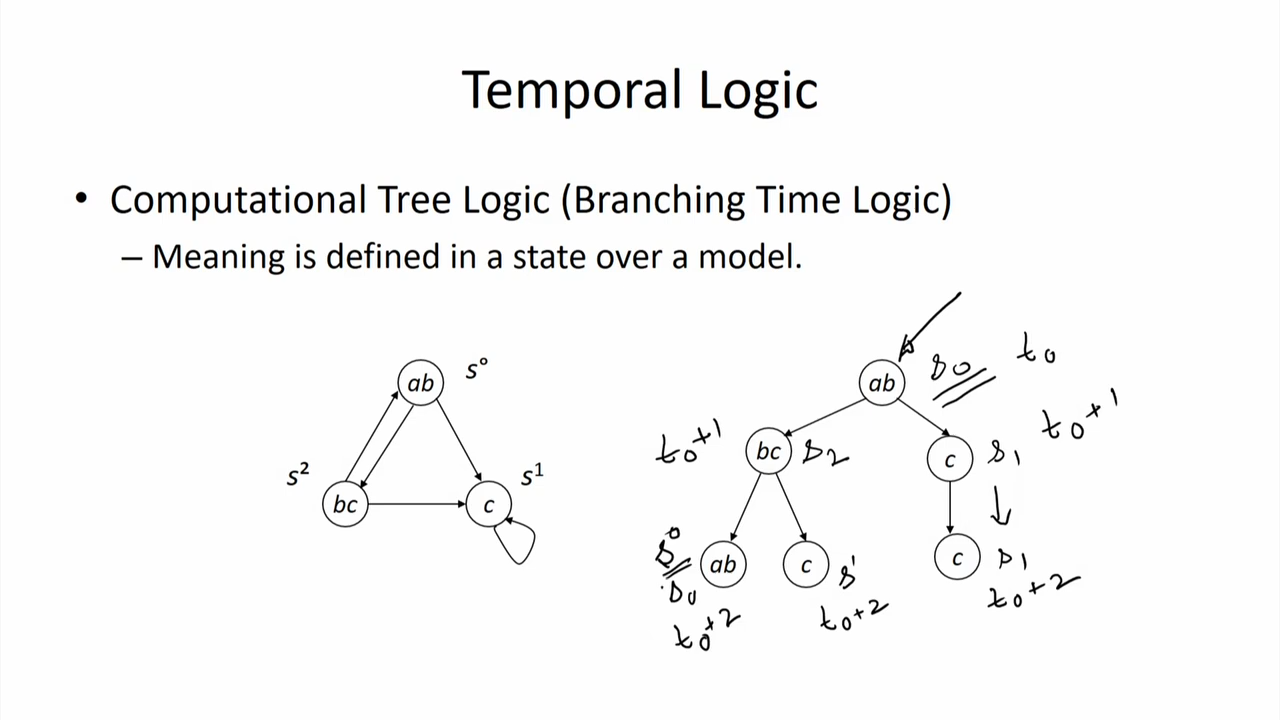 Temporal Logic
• Computational Tree Logic (Branching Time Logic)
– Meaning is defined in a state over a model.
ab s°
s² bc
c s¹
ab s0 t0
t0+1 bc s2
c s1 t0+1
s° ab
s0
t0+2
c s'
t0+2
c s1
t0+2